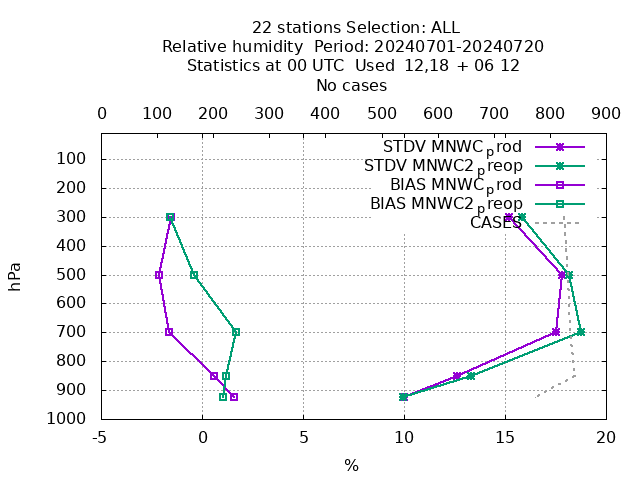 22 stations Selection: ALL
Relative humidity  Period: 20240701-20240720
Statistics at 00 UTC  Used  12,18 + 06 12
No cases
0 100 200 300 400 500 600 700 800 900
STDV MNWC_prod
STDV MNWC2_preop
BIAS MNWC_prod
BIAS MNWC2_preop
CASES
100
200
300
400
500
600
700
800
900
1000
hPa
-5 0 5 10 15 20
%